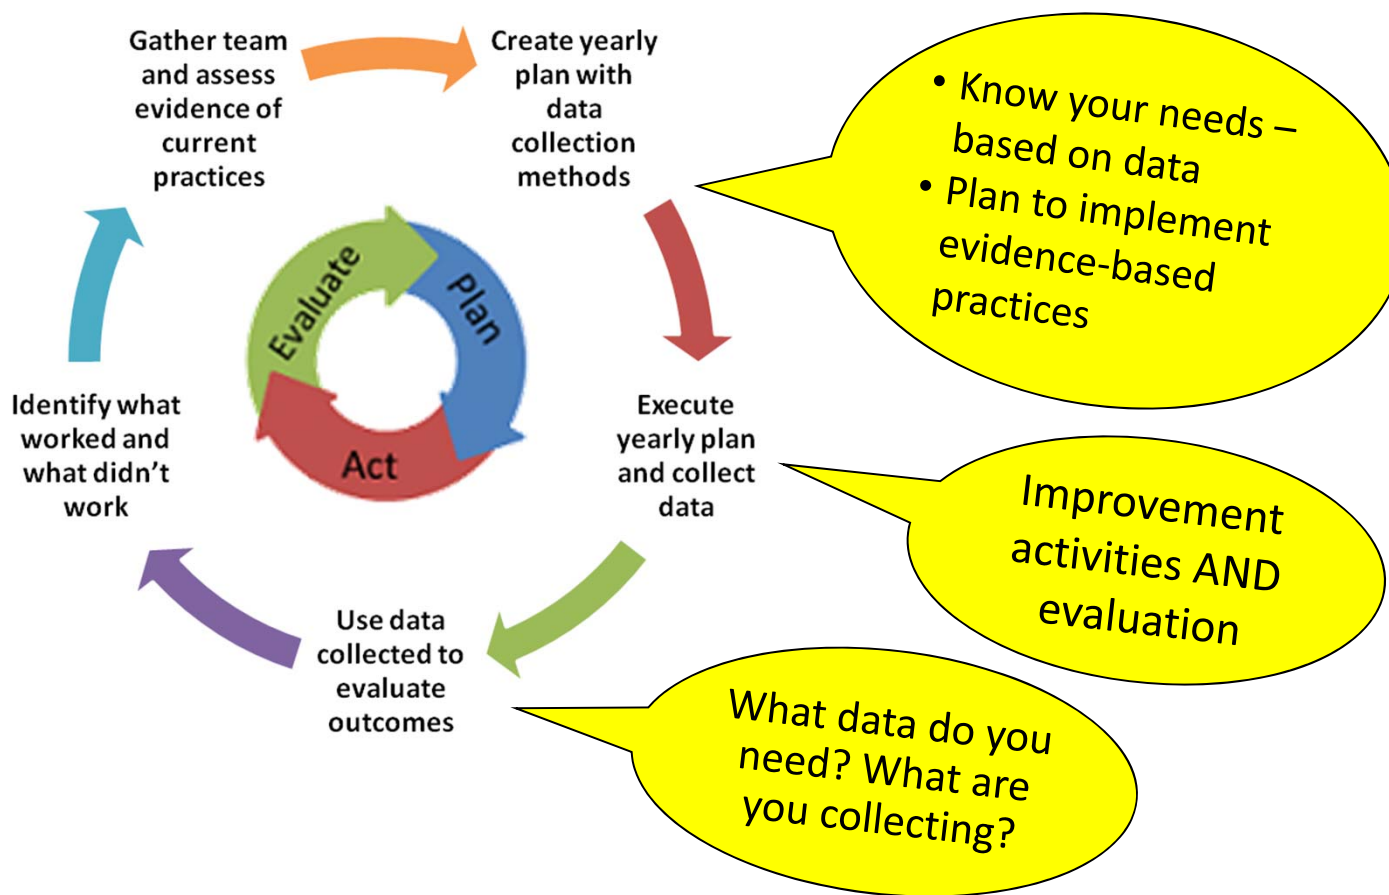 Gather team
and assess
evidence of
current
practices
Create yearly
plan with
data
collection
methods
• Know your needs –
based on data
• Plan to implement
evidence-based
practices
Evaluate
Plan
Act
Identify what
worked and
what didn’t
work
Execute
yearly plan
and collect
data
Improvement
activities AND
evaluation
Use data
collected to
evaluate
outcomes
What data do you
need? What are
you collecting?